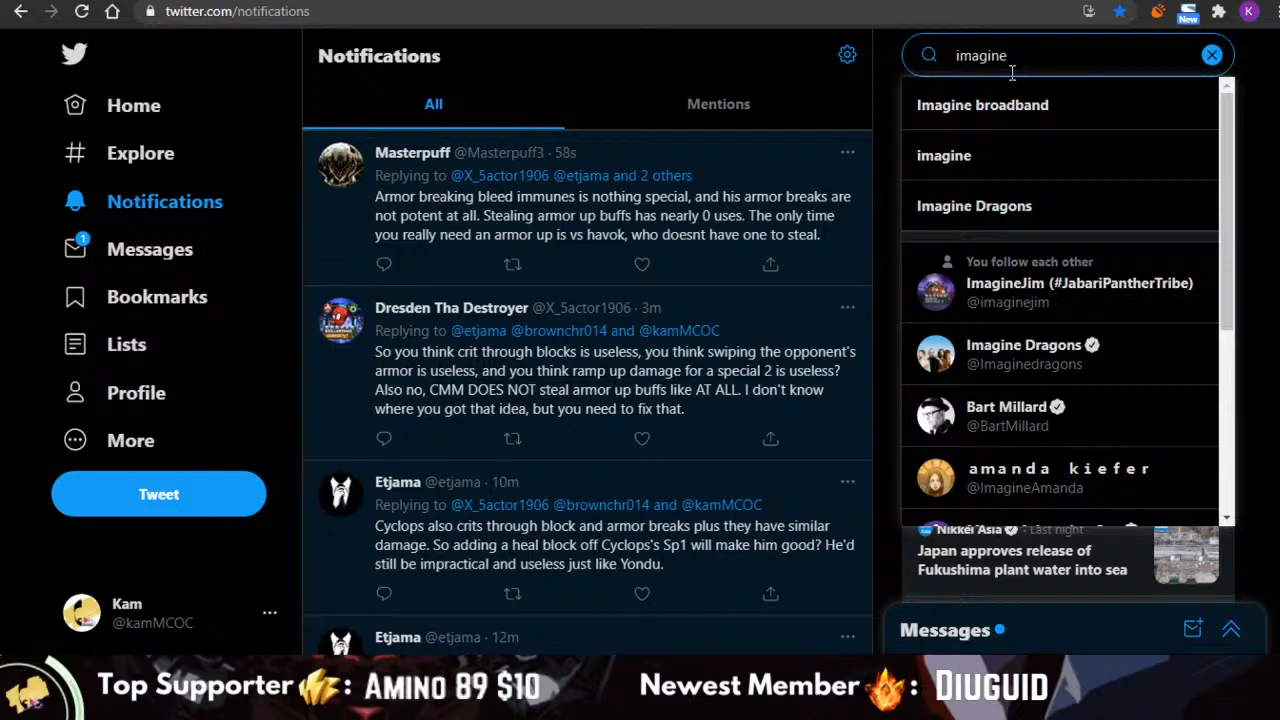 twitter.com/notifications
New
K
Home
Explore
Notifications
1
Messages
Bookmarks
Lists
Profile
More
Tweet
Kam
@kamMCOC
Notifications
All
Mentions
Masterpuff @Masterpuff3 · 58s
Replying to @X_5actor1906 @etjama and 2 others
Armor breaking bleed immunes is nothing special, and his armor breaks are
not potent at all. Stealing armor up buffs has nearly 0 uses. The only time
you really need an armor up is vs havok, who doesnt have one to steal.
Dresden Tha Destroyer @X_5actor1906 · 3m
Replying to @etjama @brownchr014 and @kamMCOC
So you think crit through blocks is useless, you think swiping the opponent's
armor is useless, and you think ramp up damage for a special 2 is useless?
Also no, CMM DOES NOT steal armor up buffs like AT ALL. I don't know
where you got that idea, but you need to fix that.
Etjama @etjama · 10m
Replying to @X_5actor1906 @brownchr014 and @kamMCOC
Cyclops also crits through block and armor breaks plus they have similar
damage. So adding a heal block off Cyclops's Sp1 will make him good? He'd
still be impractical and useless just like Yondu.
Etjama @etjama · 12m
imagine
Imagine broadband
imagine
Imagine Dragons
You follow each other
ImagineJim (#JabariPantherTribe)
@imaginejim
Imagine Dragons
@Imaginedragons
Bart Millard
@BartMillard
amanda kiefer
@ImagineAmanda
Nikkei Asia · Last night
Japan approves release of
Fukushima plant water into sea
Messages
Top Supporter : Amino 89 $10
Newest Member : Diuguid